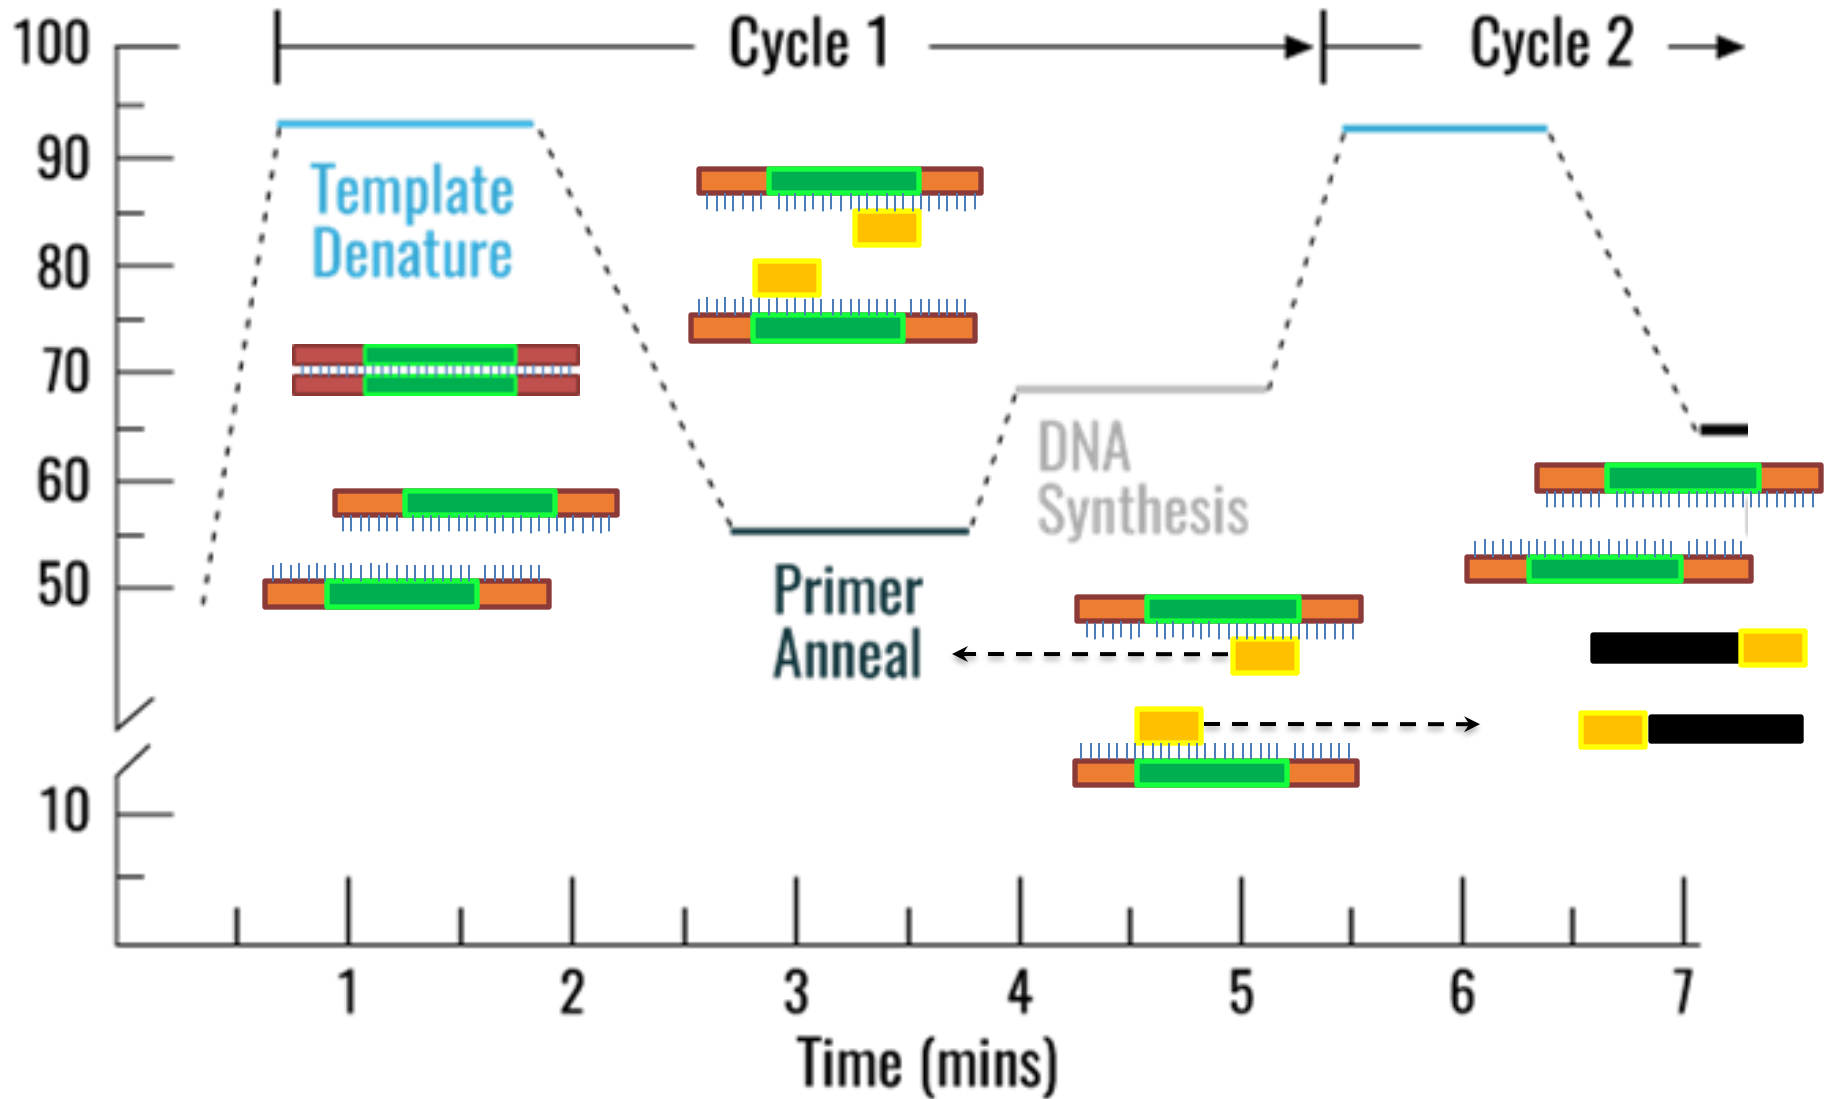 100
90
80
70
60
50
10
Cycle 1
Cycle 2
Template
Denature
Primer
Anneal
DNA
Synthesis
1 2 3 4 5 6 7
Time (mins)